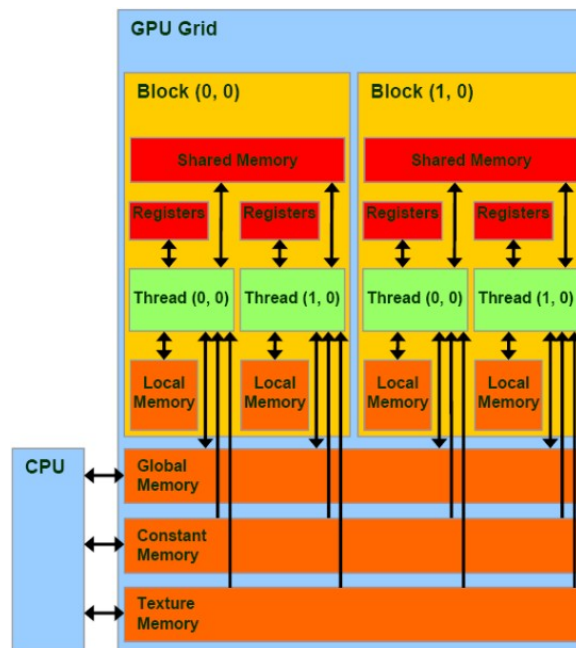 GPU Grid
Block (0, 0)
Block (1, 0)
Shared Memory
Shared Memory
Registers
Registers
Registers
Registers
Thread (0, 0)
Thread (1, 0)
Thread (0, 0)
Thread (1, 0)
Local
Memory
Local
Memory
Local
Memory
Local
Memory
CPU
Global
Memory
Constant
Memory
Texture
Memory